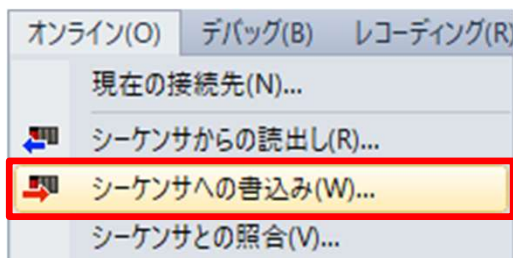 オンライン(O) デバッグ(B) レコーディング(R)
現在の接続先(N)...
シーケンサからの読出し(R)...
シーケンサへの書込み(W)...
シーケンサとの照合(V)...